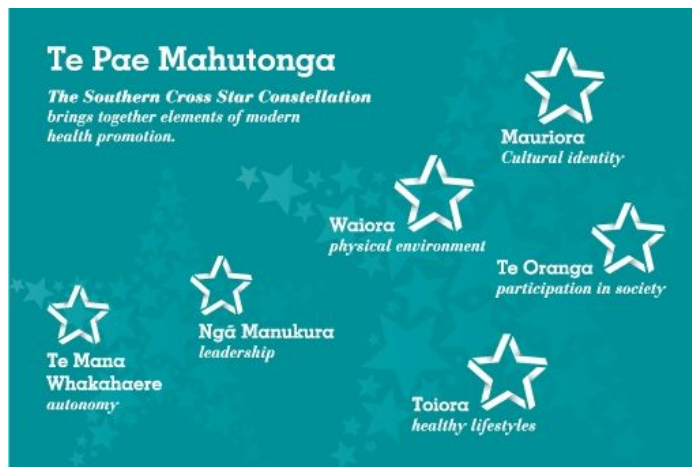 Te Pae Mahutonga
The Southern Cross Star Constellation
brings together elements of modern
health promotion.
Mauriora
Cultural identity
Waiora
physical environment
Te Oranga
participation in society
Ngā Manukura
leadership
Te Mana
Whakahaere
autonomy
Toiora
healthy lifestyles